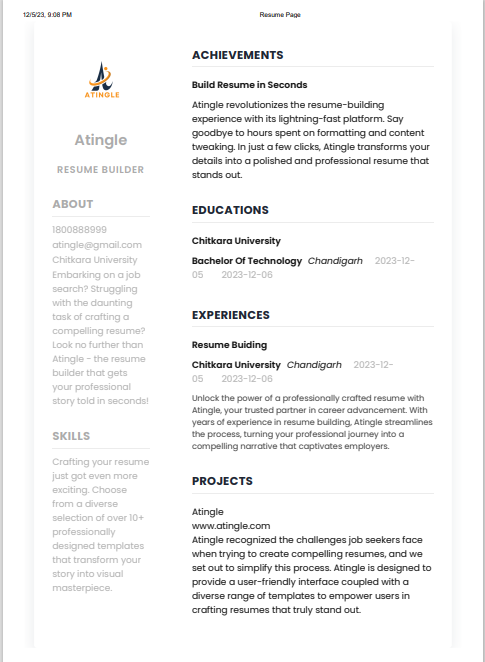 12/5/23, 9:08 PM
Resume Page
ATINGLE
Atingle
RESUME BUILDER
ABOUT
1800888999
atingle@gmail.com
Chitkara University
Embarking on a job
search? Struggling
with the daunting
task of crafting a
compelling resume?
Look no further than
Atingle - the resume
builder that gets
your professional
story told in seconds!
SKILLS
Crafting your resume
just got even more
exciting. Choose
from a diverse
selection of over 10+
professionally
designed templates
that transform your
story into visual
masterpiece.
ACHIEVEMENTS
Build Resume in Seconds
Atingle revolutionizes the resume-building
experience with its lightning-fast platform. Say
goodbye to hours spent on formatting and content
tweaking. In just a few clicks, Atingle transforms your
details into a polished and professional resume that
stands out.
EDUCATIONS
Chitkara University
Bachelor Of Technology Chandigarh 2023-12-
05 2023-12-06
EXPERIENCES
Resume Buiding
Chitkara University Chandigarh 2023-12-
05 2023-12-06
Unlock the power of a professionally crafted resume with
Atingle, your trusted partner in career advancement. With
years of experience in resume building, Atingle streamlines
the process, turning your professional journey into a
compelling narrative that captivates employers.
PROJECTS
Atingle
www.atingle.com
Atingle recognized the challenges job seekers face
when trying to create compelling resumes, and we
set out to simplify this process. Atingle is designed to
provide a user-friendly interface coupled with a
diverse range of templates to empower users in
crafting resumes that truly stand out.